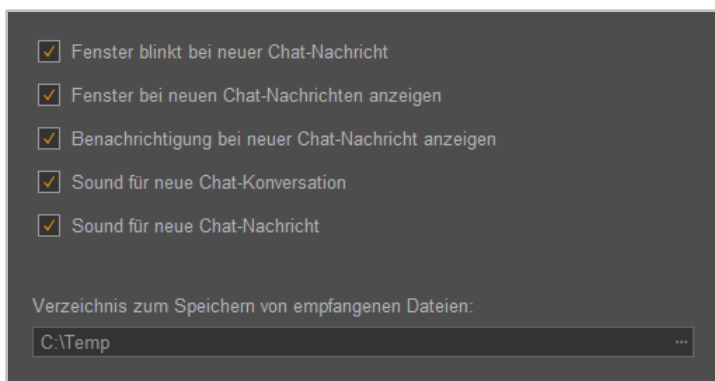 Fenster blinkt bei neuer Chat-Nachricht
Fenster bei neuen Chat-Nachrichten anzeigen
Benachrichtigung bei neuer Chat-Nachricht anzeigen
Sound für neue Chat-Konversation
Sound für neue Chat-Nachricht
Verzeichnis zum Speichern von empfangenen Dateien:
C:\Temp ...